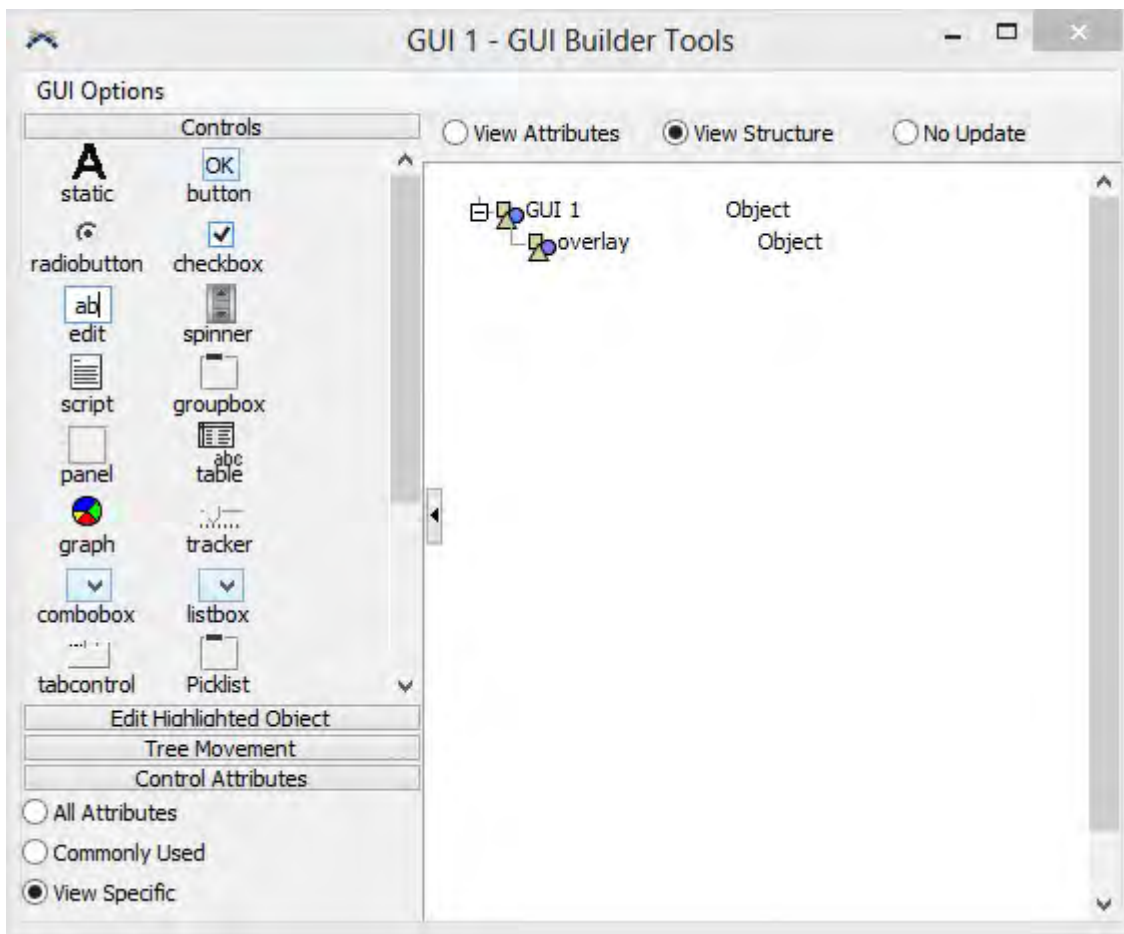 GUI 1 - GUI Builder Tools
GUI Options
Controls
View Attributes View Structure No Update
A OK
static button
radiobutton checkbox
ab
edit spinner
script groupbox
abc
panel table
graph tracker
combobox listbox
tabcontrol Picklist
Edit Highlighted Object
Tree Movement
Control Attributes
All Attributes
Commonly Used
View Specific
GUI 1 Object
overlay Object